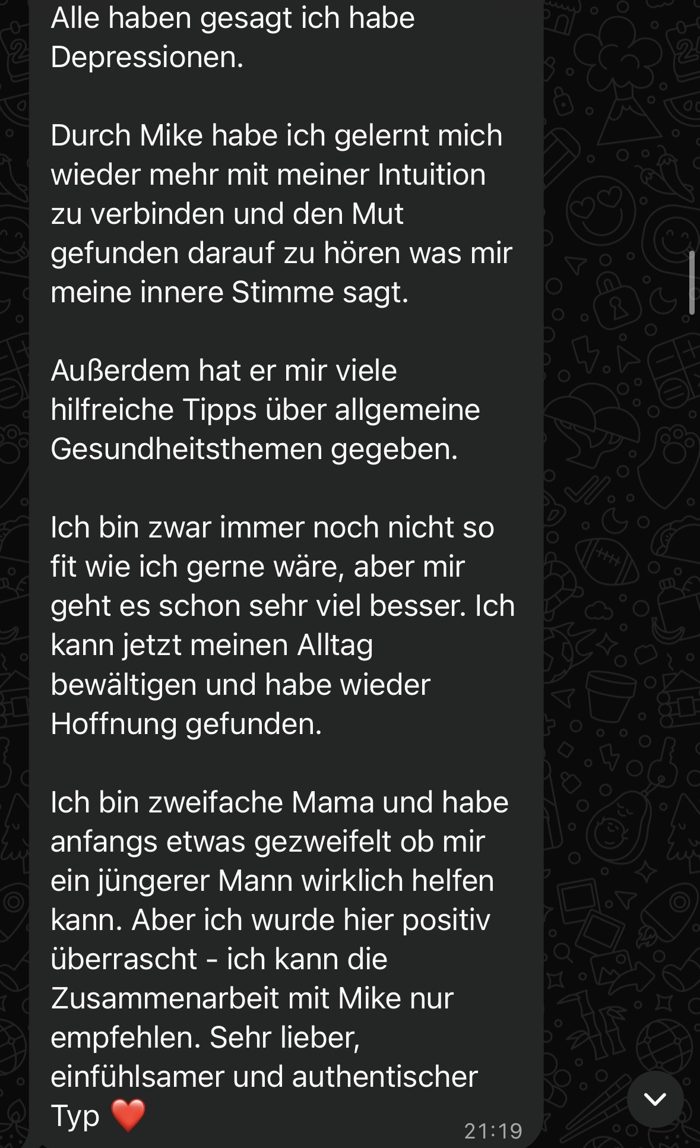 Alle haben gesagt ich habe
Depressionen.
Durch Mike habe ich gelernt mich
wieder mehr mit meiner Intuition
zu verbinden und den Mut
gefunden darauf zu hören was mir
meine innere Stimme sagt.
Außerdem hat er mir viele
hilfreiche Tipps über allgemeine
Gesundheitsthemen gegeben.
Ich bin zwar immer noch nicht so
fit wie ich gerne wäre, aber mir
geht es schon sehr viel besser. Ich
kann jetzt meinen Alltag
bewältigen und habe wieder
Hoffnung gefunden.
Ich bin zweifache Mama und habe
anfangs etwas gezweifelt ob mir
ein jüngerer Mann wirklich helfen
kann. Aber ich wurde hier positiv
überrascht - ich kann die
Zusammenarbeit mit Mike nur
empfehlen. Sehr lieber,
einfühlsamer und authentischer
Typ ❤️
21:19